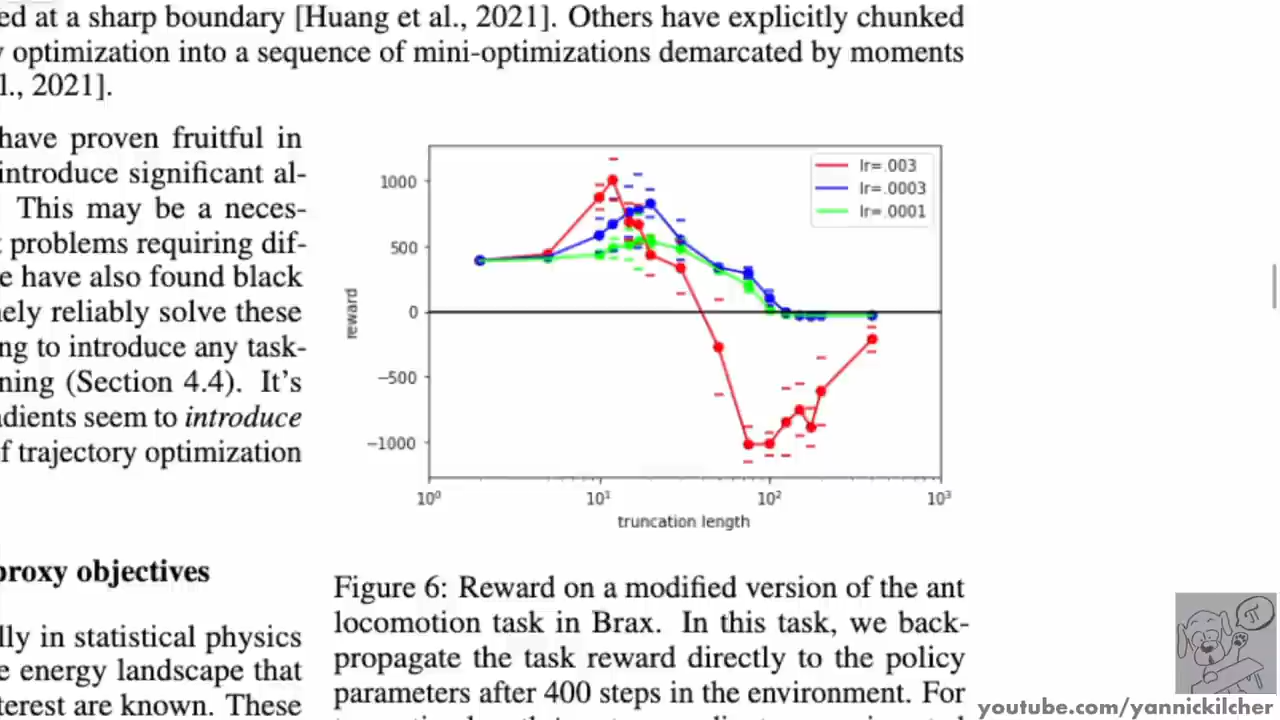 ed at a sharp boundary [Huang et al., 2021]. Others have explicitly chunked
optimization into a sequence of mini-optimizations demarcated by moments
l., 2021].
have proven fruitful in
introduce significant al-
This may be a neces-
problems requiring dif-
e have also found black
nely reliably solve these
ng to introduce any task-
ning (Section 4.4). It's
adients seem to introduce
f trajectory optimization
proxy objectives
lly in statistical physics
e energy landscape that
terest are known. These
1000
500
0
−500
−1000
reward
lr=.003
lr=.0003
lr=.0001
10⁰
10¹
10²
10³
truncation length
Figure 6: Reward on a modified version of the ant
locomotion task in Brax. In this task, we back-
propagate the task reward directly to the policy
parameters after 400 steps in the environment. For
π
youtube.com/yannickilcher